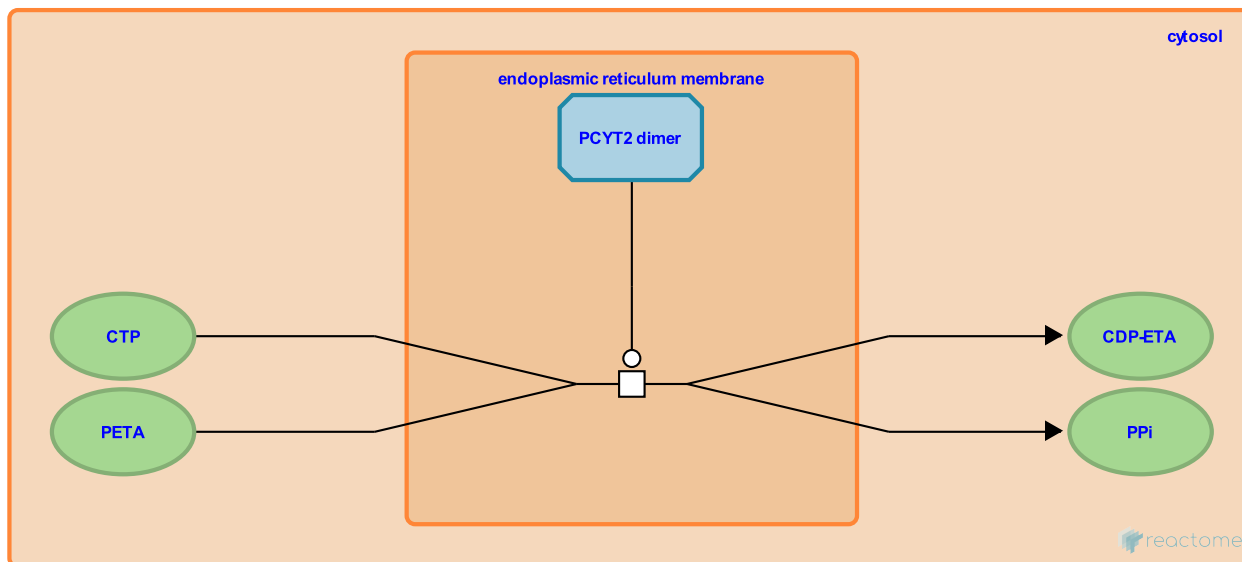 cytosol
endoplasmic reticulum membrane
PCYT2 dimer
CTP
CDP-ETA
PETA
PPi
reactome